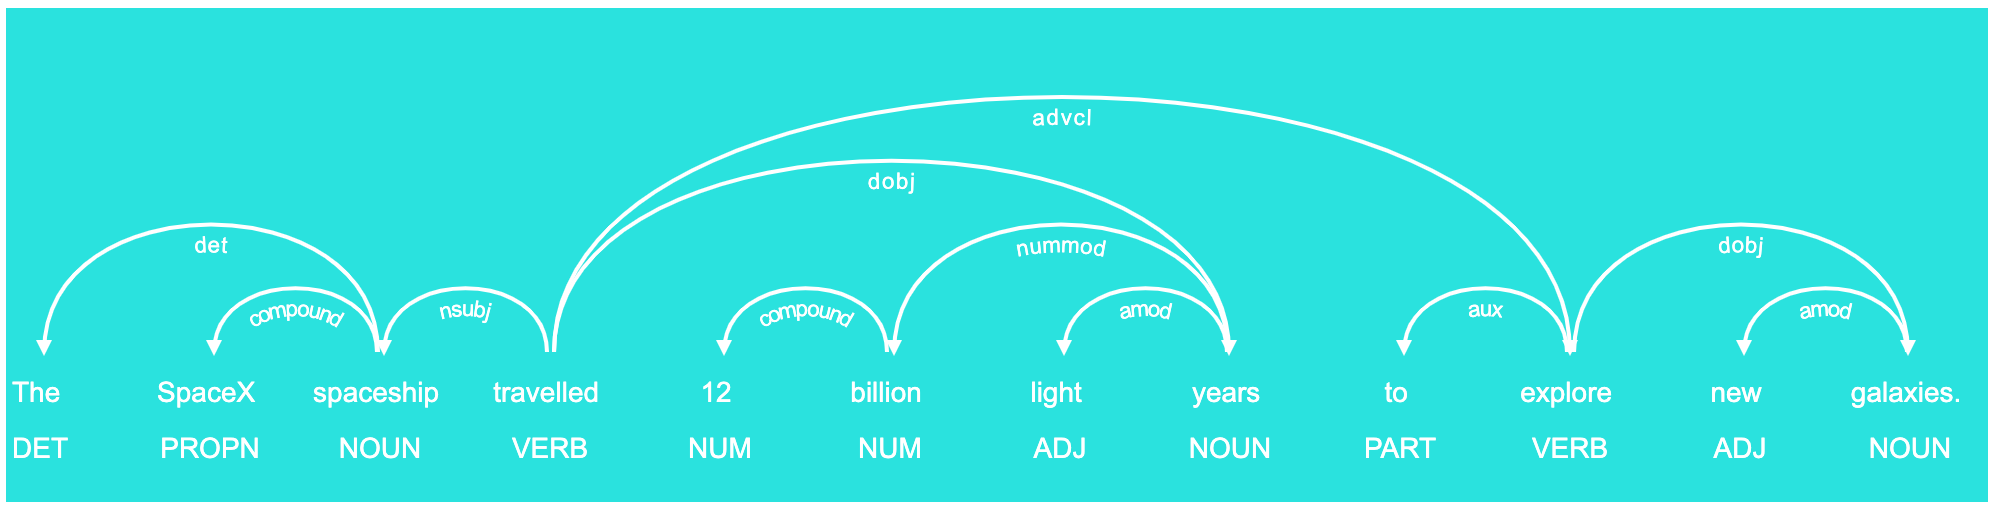 advcl
dobj
det nummod dobj
compound nsubj compound amod aux amod
The SpaceX spaceship travelled 12 billion light years to explore new galaxies.
DET PROPN NOUN VERB NUM NUM ADJ NOUN PART VERB ADJ NOUN